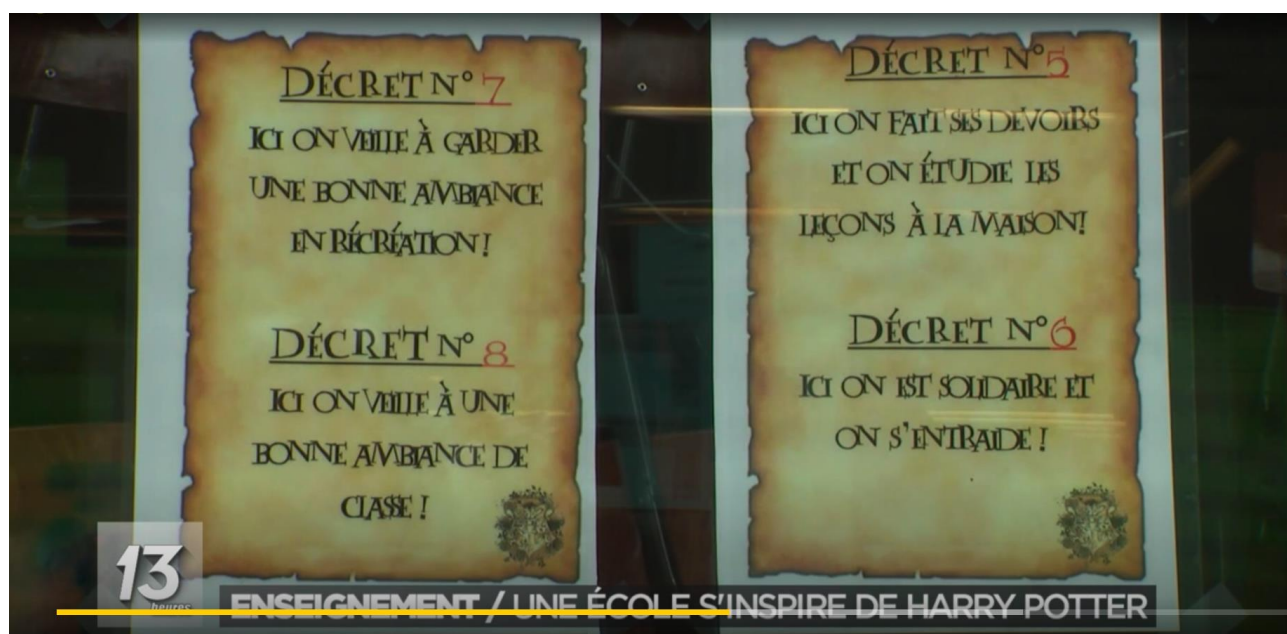 DÉCRET N° 7
ICI ON VEILLE À GARDER
UNE BONNE AMBIANCE
EN RÉCRÉATION !
DÉCRET N° 8
ICI ON VEILLE À UNE
BONNE AMBIANCE DE
CLASSE !
DÉCRET N° 5
ICI ON FAIT SES DEVOIRS
ET ON ÉTUDIE LES
LEÇONS À LA MAISON!
DÉCRET N° 6
ICI ON EST SOLIDAIRE ET
ON S'ENTRAIDE !
13
heures
ENSEIGNEMENT / UNE ÉCOLE S'INSPIRE DE HARRY POTTER